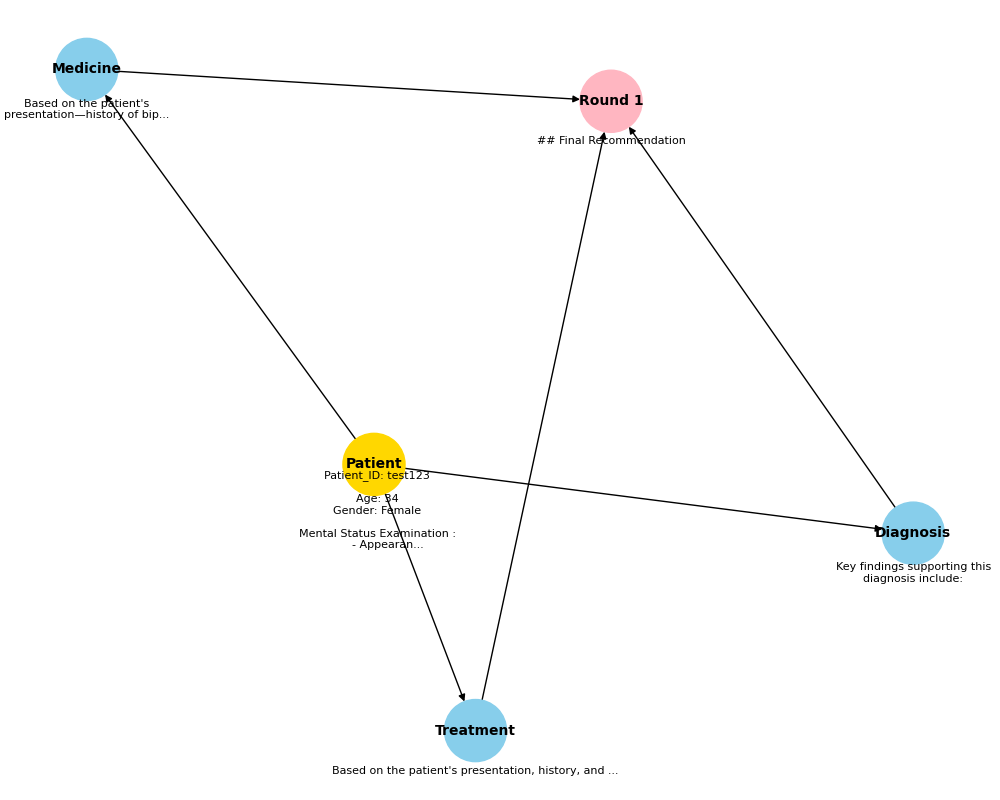 Medicine
Based on the patient's
presentation—history of bip...
Round 1
## Final Recommendation
Patient
Patient_ID: test123
Age: 34
Gender: Female
Mental Status Examination :
- Appearan...
Diagnosis
Key findings supporting this
diagnosis include:
Treatment
Based on the patient's presentation, history, and ...